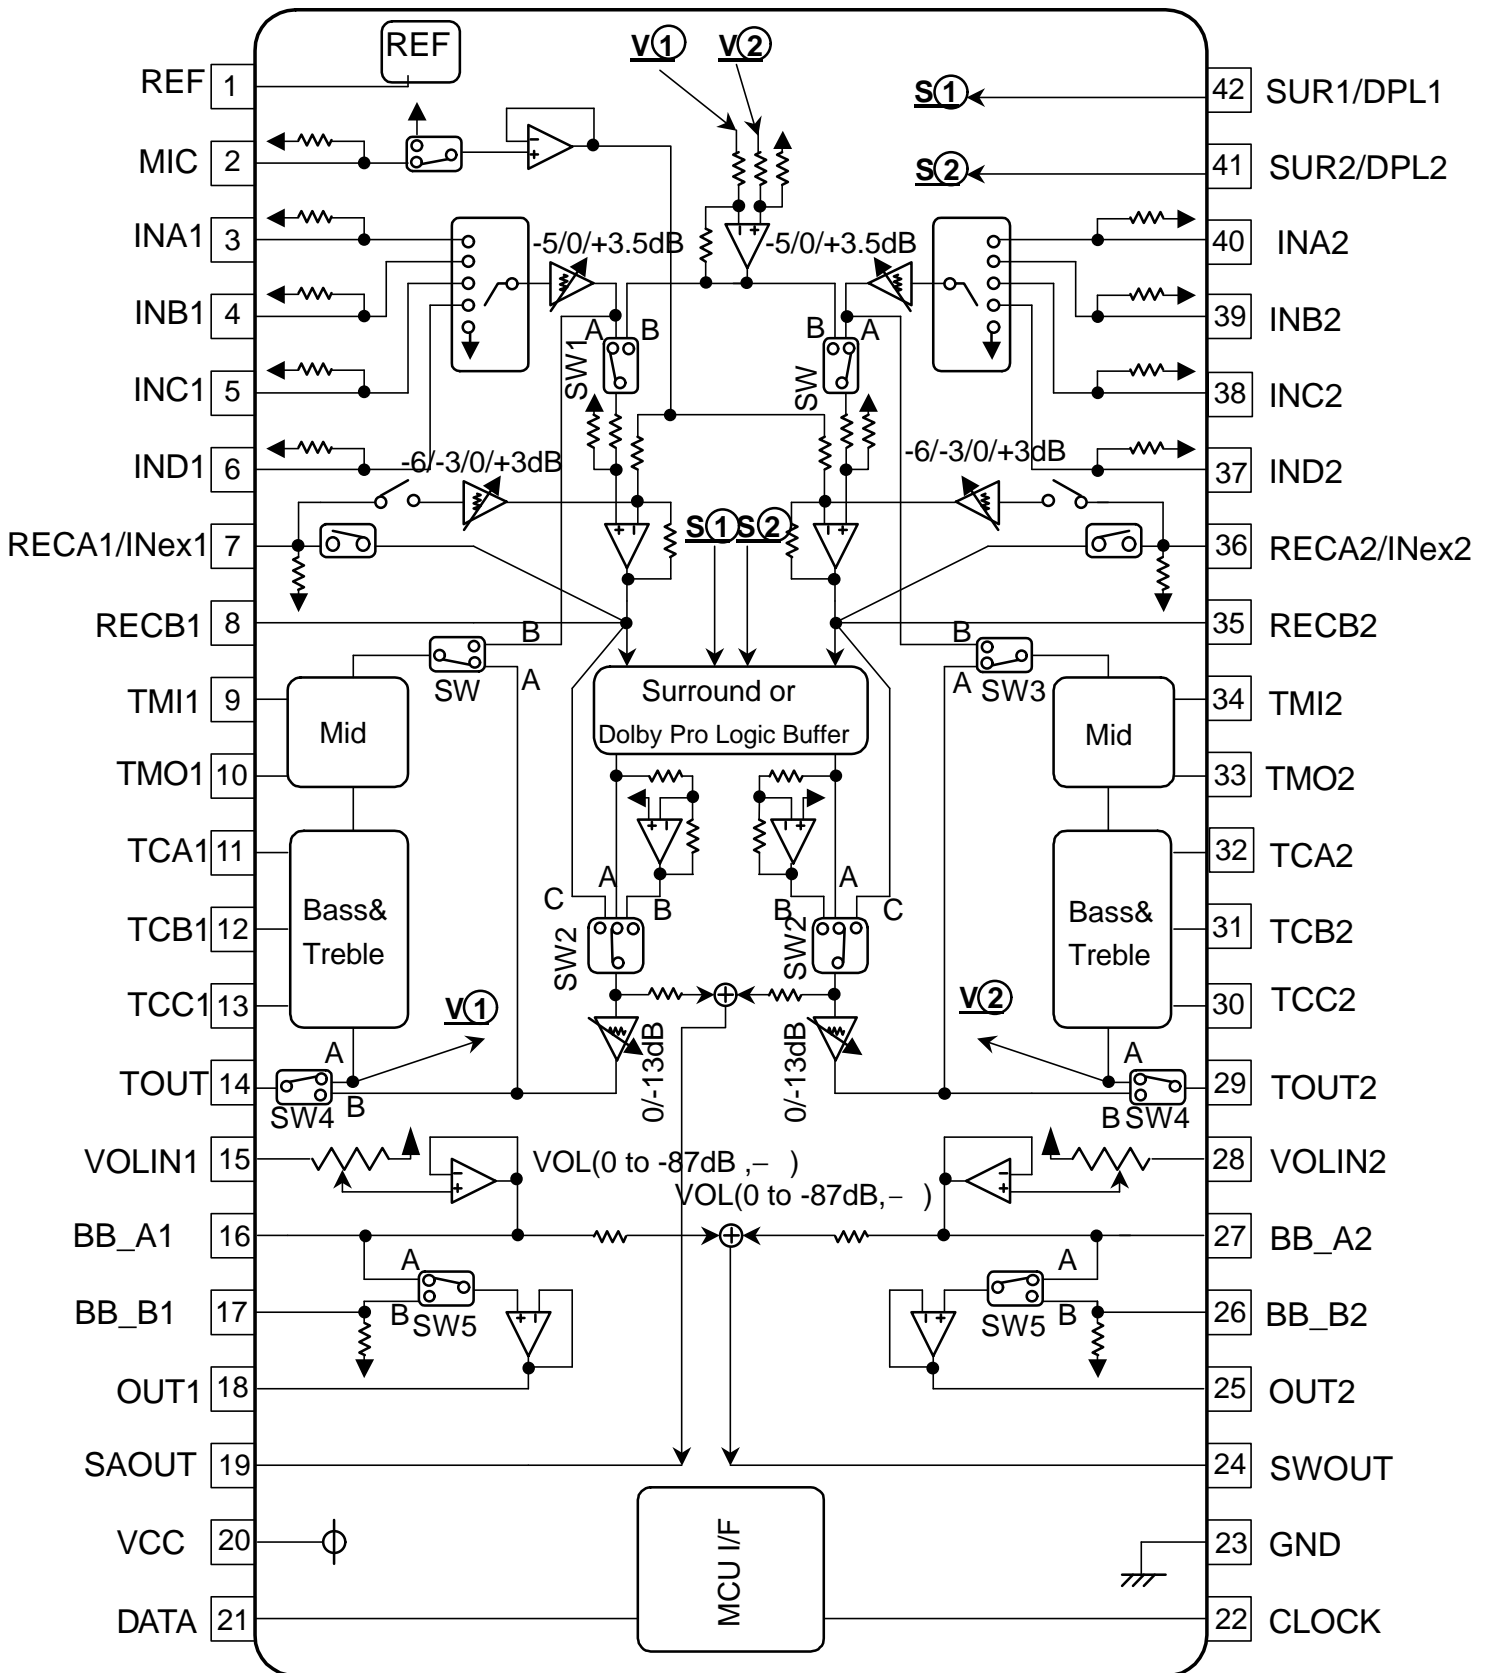 REF
V①
V②
REF 1
S①
42 SUR1/DPL1
MIC 2
S②
41 SUR2/DPL2
INA1 3
-5/0/+3.5dB
-5/0/+3.5dB
40 INA2
INB1 4
A B
B A
39 INB2
SW1
SW
INC1 5
38 INC2
IND1 6
-6/-3/0/+3dB
-6/-3/0/+3dB
37 IND2
RECA1/INex1 7
S①
S②
36 RECA2/INex2
RECB1 8
35 RECB2
B
A
SW
B
A
SW3
TMI1 9
Mid
Surround or
Dolby Pro Logic Buffer
Mid
34 TMI2
TMO1 10
33 TMO2
TCA1 11
32 TCA2
C A B
B A C
TCB1 12
Bass&
Treble
SW2
SW2
Bass&
Treble
31 TCB2
TCC1 13
V①
V②
30 TCC2
0/-13dB
0/-13dB
TOUT 14
A
B
SW4
A
B
SW4
29 TOUT2
VOLIN1 15
VOL(0 to -87dB ,– )
VOL(0 to -87dB,– )
28 VOLIN2
BB_A1 16
27 BB_A2
A
B
SW5
A
B
SW5
BB_B1 17
26 BB_B2
OUT1 18
25 OUT2
SAOUT 19
24 SWOUT
VCC 20
MCU I/F
23 GND
DATA 21
22 CLOCK